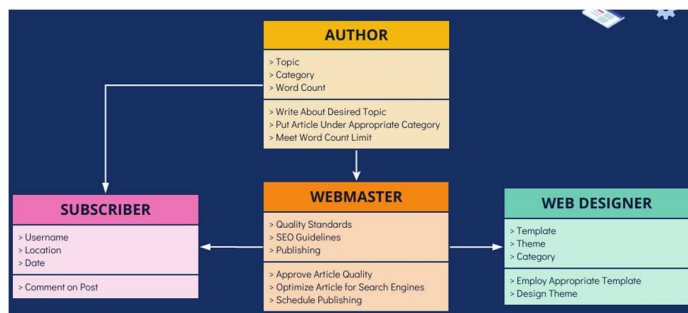 AUTHOR
> Topic
> Category
> Word Count
> Write About Desired Topic
> Put Article Under Appropriate Category
> Meet Word Count Limit
SUBSCRIBER
> Username
> Location
> Date
> Comment on Post
WEBMASTER
> Quality Standards
> SEO Guidelines
> Publishing
> Approve Article Quality
> Optimize Article for Search Engines
> Schedule Publishing
WEB DESIGNER
> Template
> Theme
> Category
> Employ Appropriate Template
> Design Theme